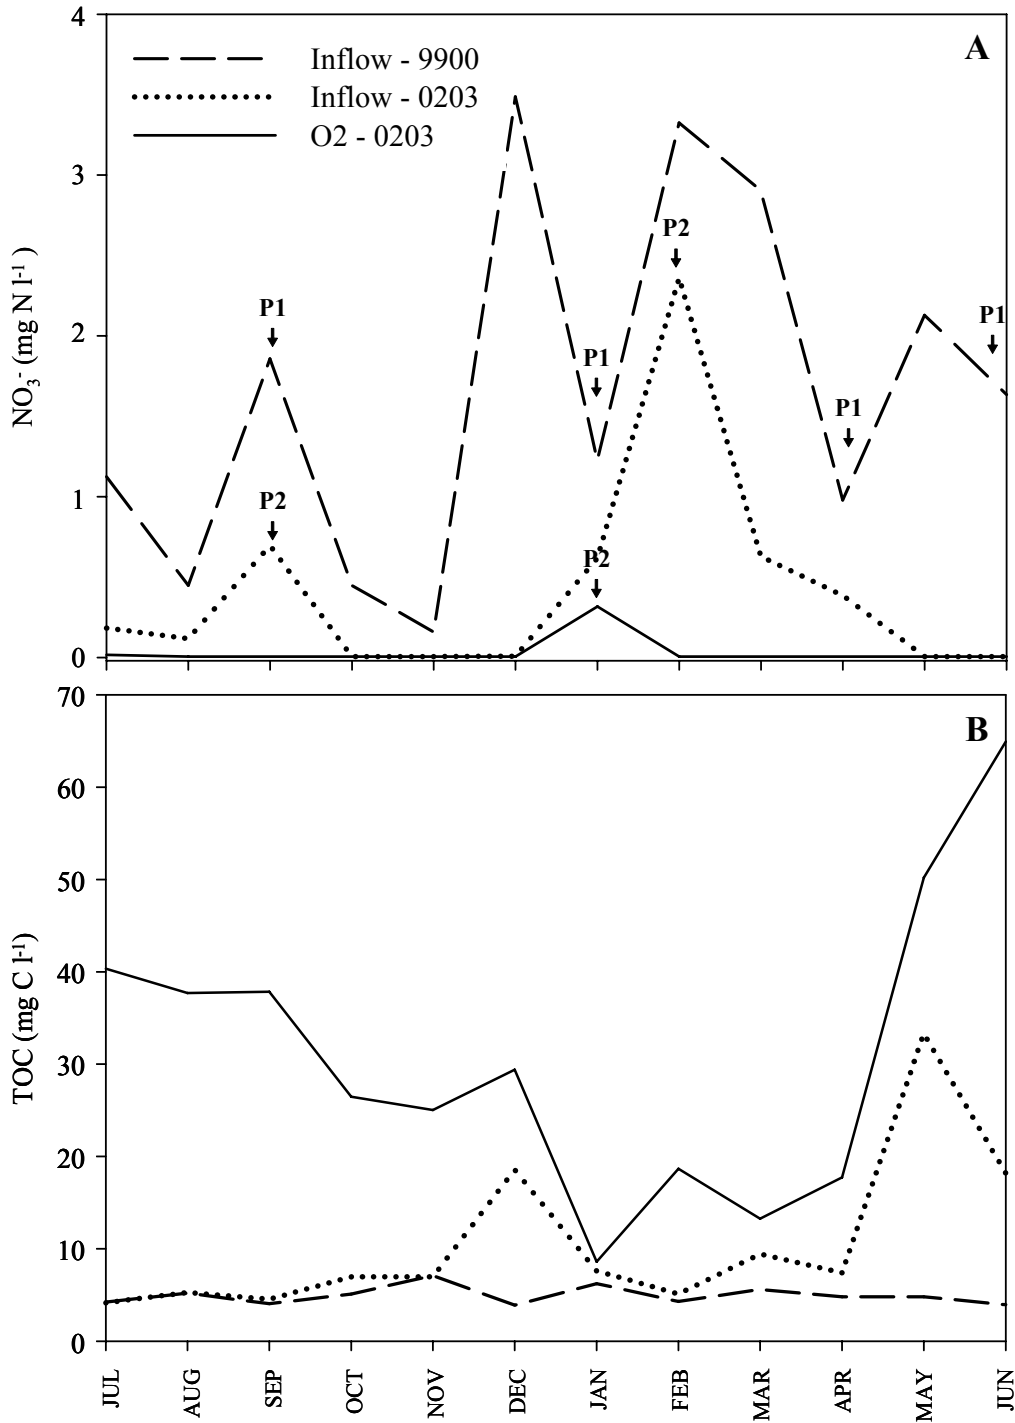 4
A
Inflow - 9900
Inflow - 0203
O2 - 0203
3
P2
NO₃⁻ (mg N l⁻¹)
P1
P1
2
P1
P1
1
P2
P2
0
70
B
60
50
TOC (mg C l⁻¹)
40
30
20
10
0
JUL
AUG
SEP
OCT
NOV
DEC
JAN
FEB
MAR
APR
MAY
JUN